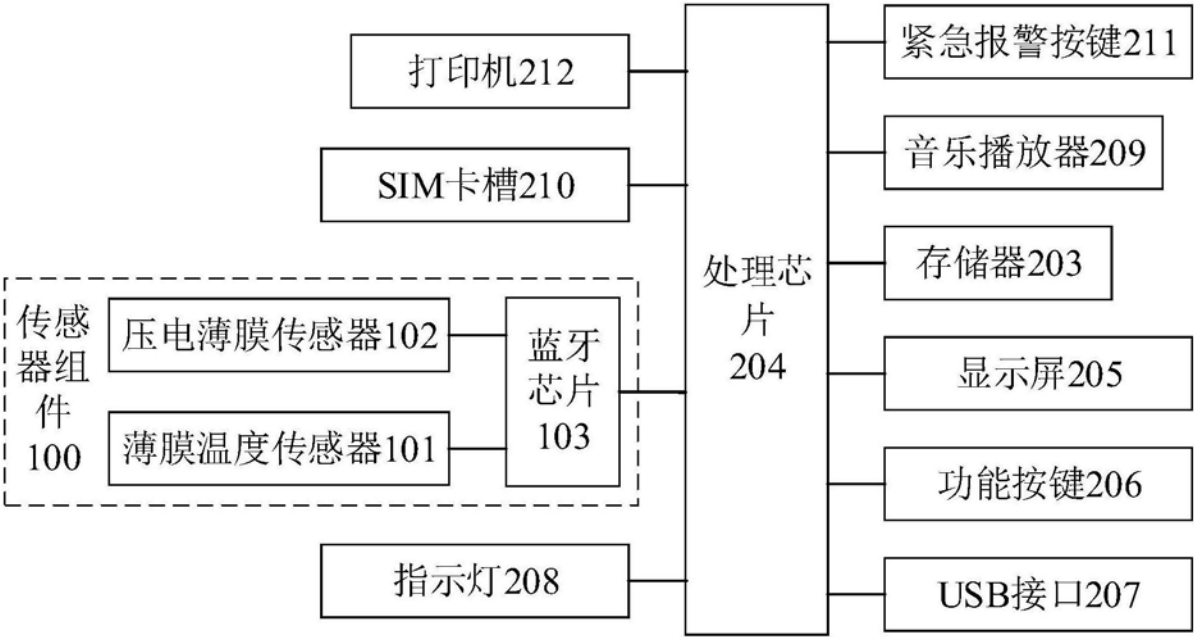 打印机212
SIM卡槽210
传感
器组
件
100
压电薄膜传感器102
薄膜温度传感器101
蓝牙
芯片
103
指示灯208
处理芯
片
204
紧急报警按键211
音乐播放器209
存储器203
显示屏205
功能按键206
USB接口207